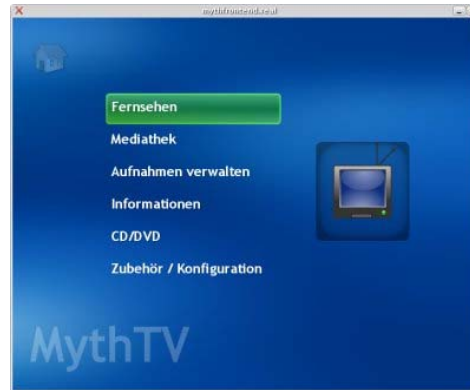 mythfrontend.real
Fernsehen
Mediathek
Aufnahmen verwalten
Informationen
CD/DVD
Zubehör / Konfiguration
MythTV